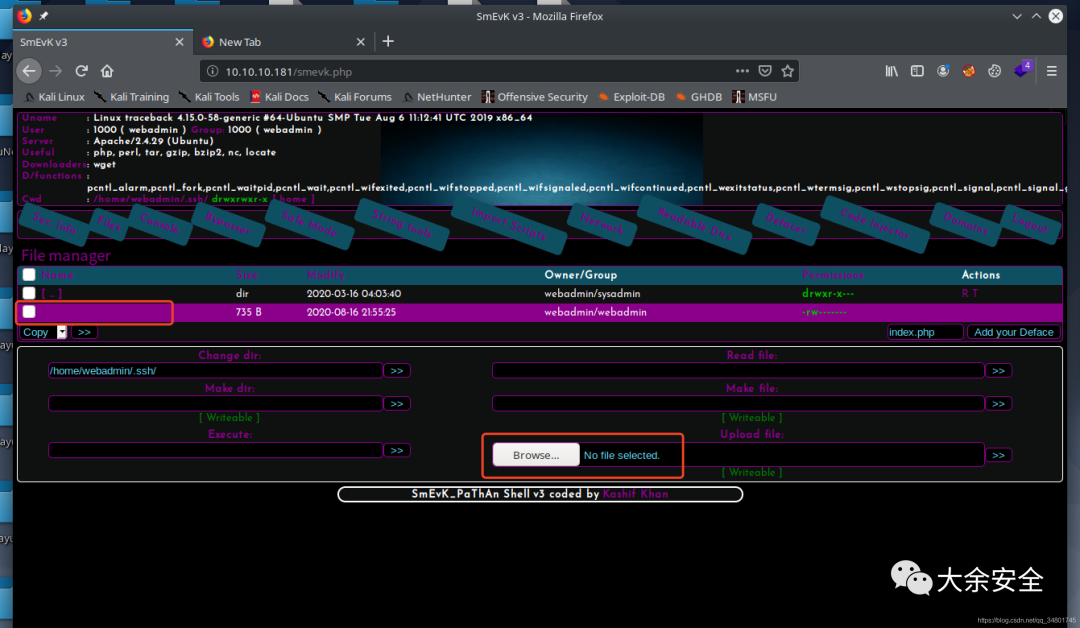 SmEvK v3 - Mozilla Firefox
SmEvK v3
New Tab
10.10.10.181/smevk.php
4
Kali Linux Kali Training Kali Tools Kali Docs Kali Forums NetHunter Offensive Security Exploit-DB GHDB MSFU
Uname : Linux traceback 4.15.0-58-generic #64-Ubuntu SMP Tue Aug 6 11:12:41 UTC 2019 x86_64
User : 1000 ( webadmin ) Group: 1000 ( webadmin )
Server : Apache/2.4.29 (Ubuntu)
Useful : php, perl, tar, gzip, bzip2, nc, locate
Downloaders: wget
D/functions :
pcntl_alarm,pcntl_fork,pcntl_waitpid,pcntl_wait,pcntl_wifexited,pcntl_wifstopped,pcntl_wifsignaled,pcntl_wifcontinued,pcntl_wexitstatus,pcntl_wtermsig,pcntl_wstopsig,pcntl_signal,pcntl_signal_g
Cwd : /home/webadmin/.ssh/ drwxrwxr-x [ home ]
Sec. Info Files Console Bypasser Safe Mode String tools Import Scripts Network Readable Dirs Defacer Code Injector Domains Logout
File manager
Name Size Modify Owner/Group Permissions Actions
[ .. ] dir 2020-03-16 04:03:40 webadmin/sysadmin drwxr-x--- R T
735 B 2020-08-16 21:55:25 webadmin/webadmin -rw-------
Copy >> index.php Add your Deface
Change dir: Read file:
/home/webadmin/.ssh/ >> >>
Make dir: Make file:
>> >>
[ Writeable ] [ Writeable ]
Execute: Upload file:
>> Browse... No file selected. >>
[ Writeable ]
SmEvK_PaThAn Shell v3 coded by Kashif Khan
大余安全
https://blog.csdn.net/qq_34801745